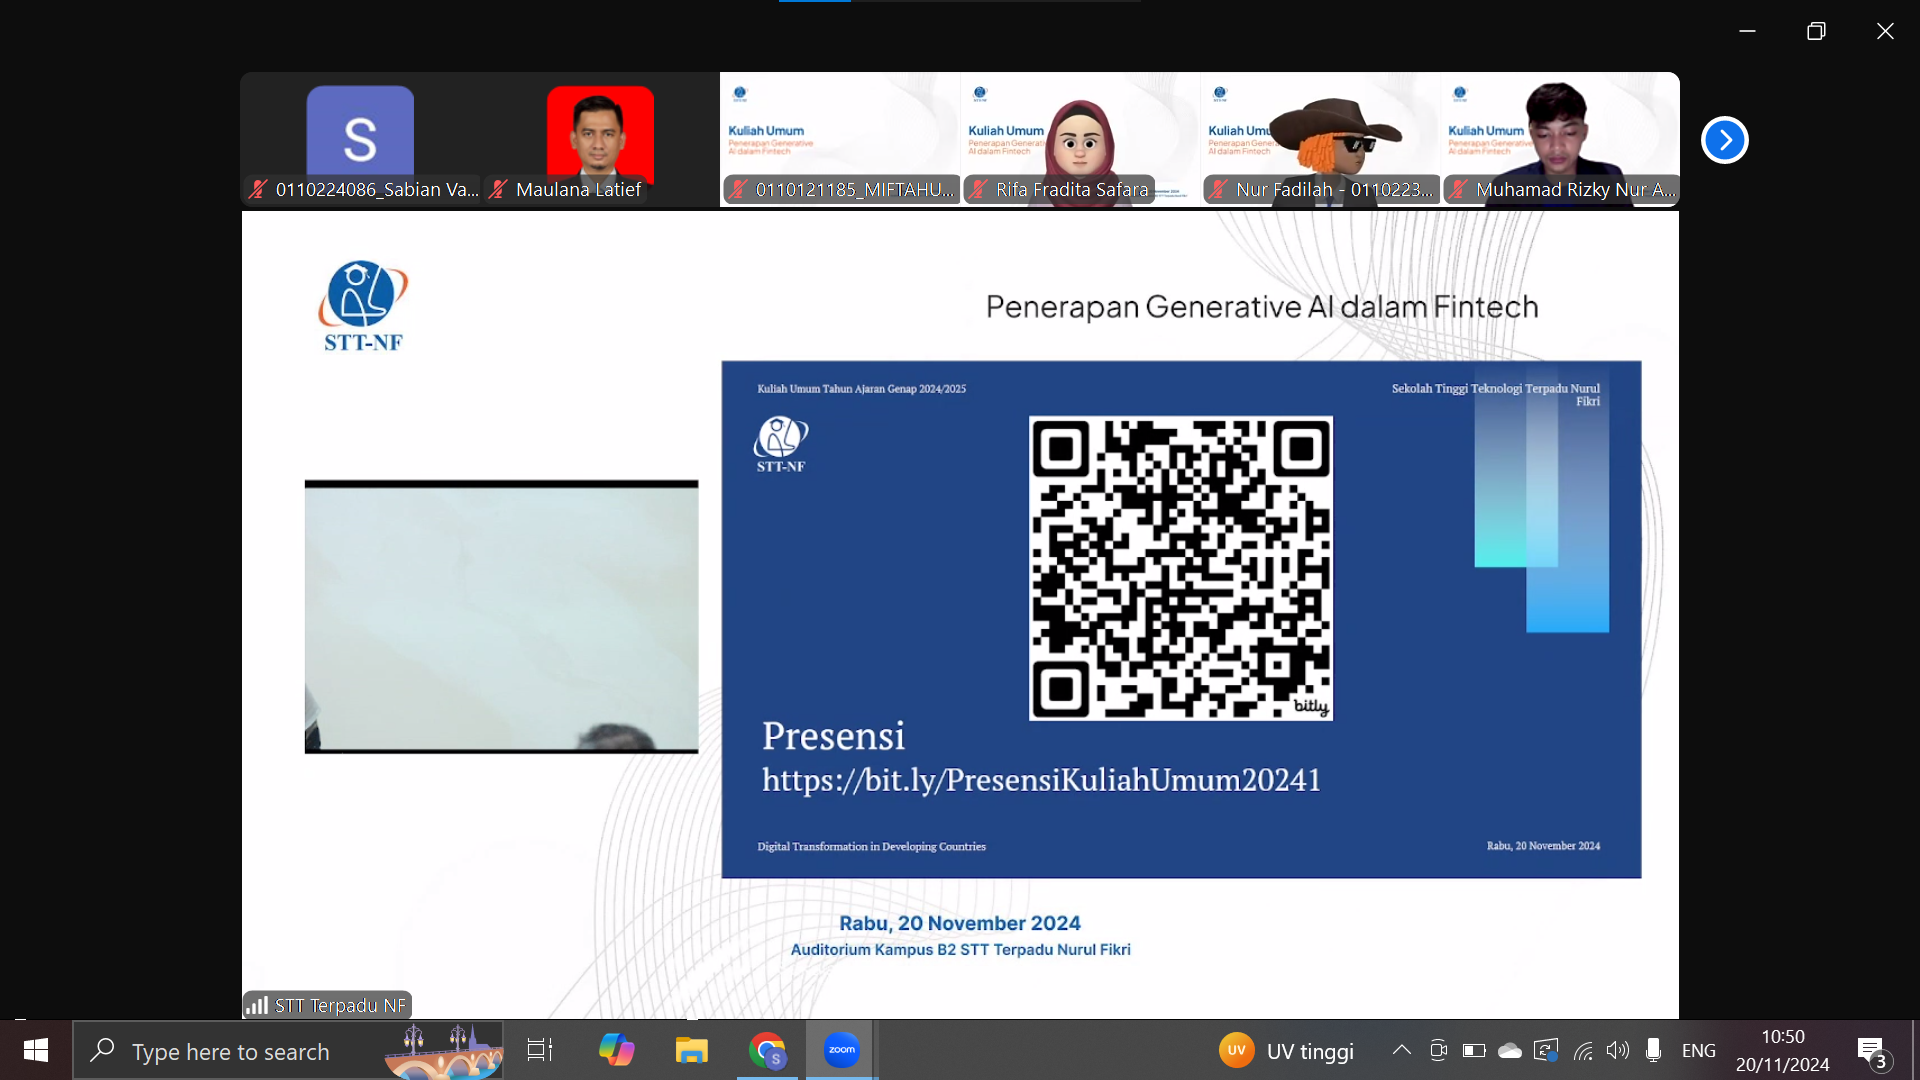 S
0110224086_Sabian Va...
Maulana Latief
Kuliah Umum
Penerapan Generative
AI dalam Fintech
0110121185_MIFTAHU...
Kuliah Umum
Penerapan Generati
AI dalam Fintech
Rifa Fradita Safara
Kuliah Umum
Penerapan Gener
AI dalam Fintech
Nur Fadilah - 0110223...
Kuliah Umum
Penerapan Generative
AI dalam Fintech
Muhamad Rizky Nur A...
STT-NF
Penerapan Generative AI dalam Fintech
Kuliah Umum Tahun Ajaran Genap 2024/2025
Sekolah Tinggi Teknologi Terpadu Nurul
Fikri
STT-NF
bitly
Presensi
https://bit.ly/PresensiKuliahUmum20241
Digital Transformation in Developing Countries
Rabu, 20 November 2024
Rabu, 20 November 2024
Auditorium Kampus B2 STT Terpadu Nurul Fikri
STT Terpadu NF
Type here to search
S
zoom
UV
UV tinggi
ENG
10:50
20/11/2024
3